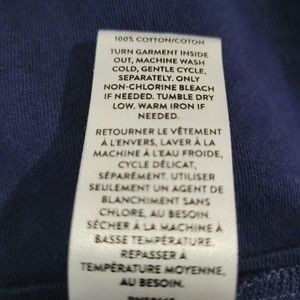 100% COTTON/COTON
TURN GARMENT INSIDE
OUT, MACHINE WASH
COLD, GENTLE CYCLE,
SEPARATELY. ONLY
NON-CHLORINE BLEACH
IF NEEDED. TUMBLE DRY
LOW. WARM IRON IF
NEEDED.
RETOURNER LE VÊTEMENT
À L'ENVERS, LAVER À LA
MACHINE À L'EAU FROIDE,
CYCLE DÉLICAT,
SÉPARÉMENT. UTILISER
SEULEMENT UN AGENT DE
BLANCHIMENT SANS
CHLORE, AU BESOIN.
SÉCHER À LA MACHINE À
BASSE TEMPÉRATURE.
REPASSER À
TEMPÉRATURE MOYENNE,
AU BESOIN.